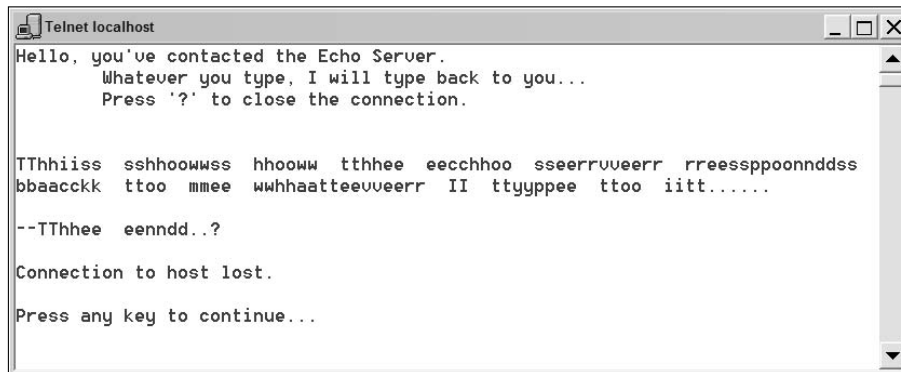 Telnet localhost
Hello, you've contacted the Echo Server.
Whatever you type, I will type back to you...
Press '?' to close the connection.
TThhiiss sshhoowwss hhooww tthhee eecchhoo sseerrvveerr rreessppoonnddss
bbaacckk ttoo mmee wwhhaatteevveerr II ttyyppee ttoo iitt......
--TThhee eenndd..?
Connection to host lost.
Press any key to continue...